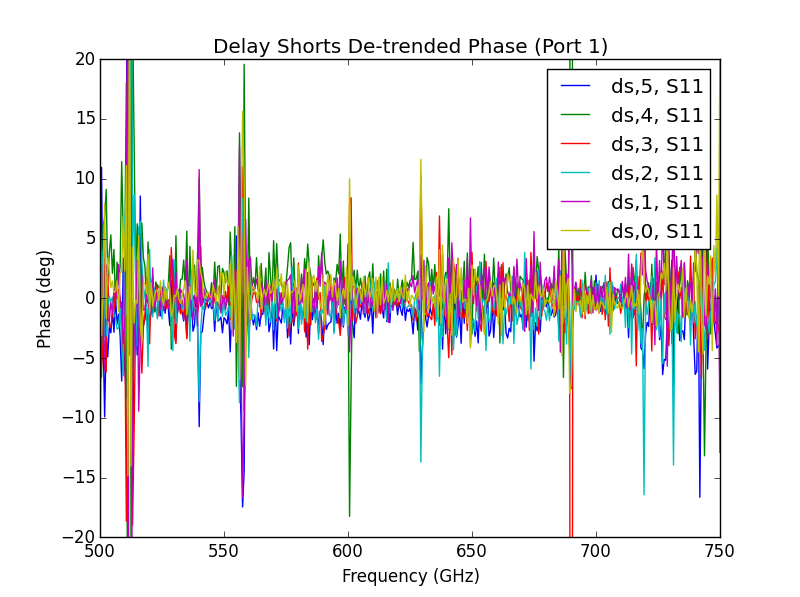 Delay Shorts De-trended Phase (Port 1)
20
15
10
5
0
−5
−10
−15
−20
Phase (deg)
ds,5, S11
ds,4, S11
ds,3, S11
ds,2, S11
ds,1, S11
ds,0, S11
500
550
600
650
700
750
Frequency (GHz)